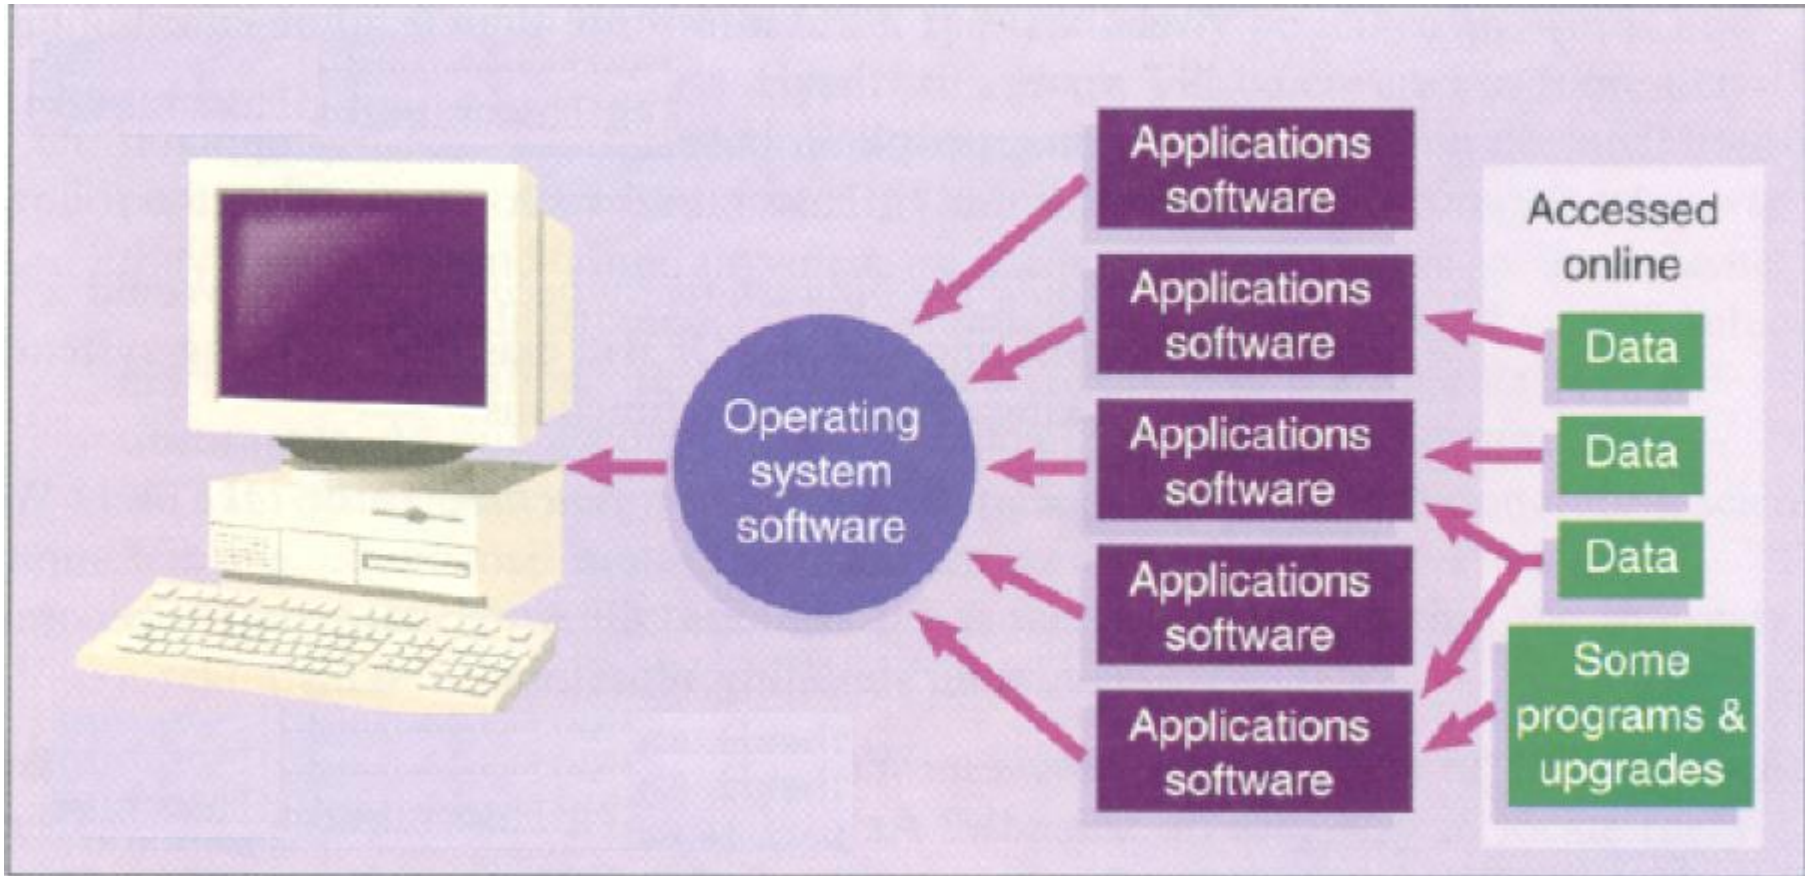 Applications
software
Applications
software
Applications
software
Applications
software
Applications
software
Operating
system
software
Accessed
online
Data
Data
Data
Some
programs &
upgrades